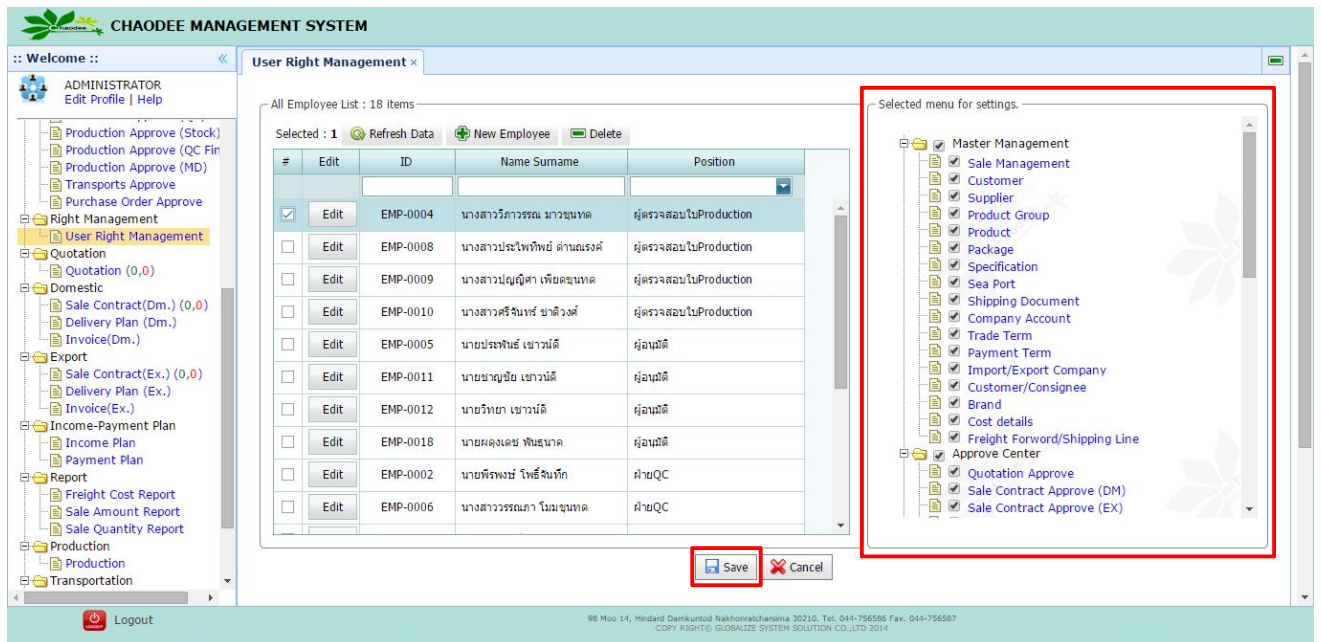 Chaodee
CHAODEE MANAGEMENT SYSTEM
:: Welcome ::
ADMINISTRATOR
Edit Profile | Help
Production Approve (Stock)
Production Approve (QC Fin
Production Approve (MD)
Transports Approve
Purchase Order Approve
Right Management
User Right Management
Quotation
Quotation (0,0)
Domestic
Sale Contract(Dm.) (0,0)
Delivery Plan (Dm.)
Invoice(Dm.)
Export
Sale Contract(Ex.) (0,0)
Delivery Plan (Ex.)
Invoice(Ex.)
Income-Payment Plan
Income Plan
Payment Plan
Report
Freight Cost Report
Sale Amount Report
Sale Quantity Report
Production
Production
Transportation
User Right Management ×
All Employee List : 18 items
Selected : 1 Refresh Data New Employee Delete
# Edit ID Name Surname Position
Edit EMP-0004 นางสาววิภาวรรณ มาวขุนทด ผู้ตรวจสอบใบProduction
Edit EMP-0008 นางสาวประไพทิพย์ ด่านณรงค์ ผู้ตรวจสอบใบProduction
Edit EMP-0009 นางสาวปุญญิศา เพียดขุนทด ผู้ตรวจสอบใบProduction
Edit EMP-0010 นางสาวศรีจันทร์ ชาติวงศ์ ผู้ตรวจสอบใบProduction
Edit EMP-0005 นายประพันธ์ เชาวน์ดี ผู้อนุมัติ
Edit EMP-0011 นายชาญชัย เชาวน์ดี ผู้อนุมัติ
Edit EMP-0012 นายวิทยา เชาวน์ดี ผู้อนุมัติ
Edit EMP-0018 นายผดุงเดช พันธุนาค ผู้อนุมัติ
Edit EMP-0002 นายพีรพงษ์ โพธิ์จันทึก ฝ่ายQC
Edit EMP-0006 นางสาววรรณภา โมมขุนทด ฝ่ายQC
Save Cancel
Selected menu for settings.
Master Management
Sale Management
Customer
Supplier
Product Group
Product
Package
Specification
Sea Port
Shipping Document
Company Account
Trade Term
Payment Term
Import/Export Company
Customer/Consignee
Brand
Cost details
Freight Forword/Shipping Line
Approve Center
Quotation Approve
Sale Contract Approve (DM)
Sale Contract Approve (EX)
LOGOUT Logout
98 Moo 14, Hindard Damkuntod Nakhonratchansima 30210. Tel. 044-756586 Fax. 044-756587
COPY RIGHT© GLOBALIZE SYSTEM SOLUTION CO.,LTD 2014